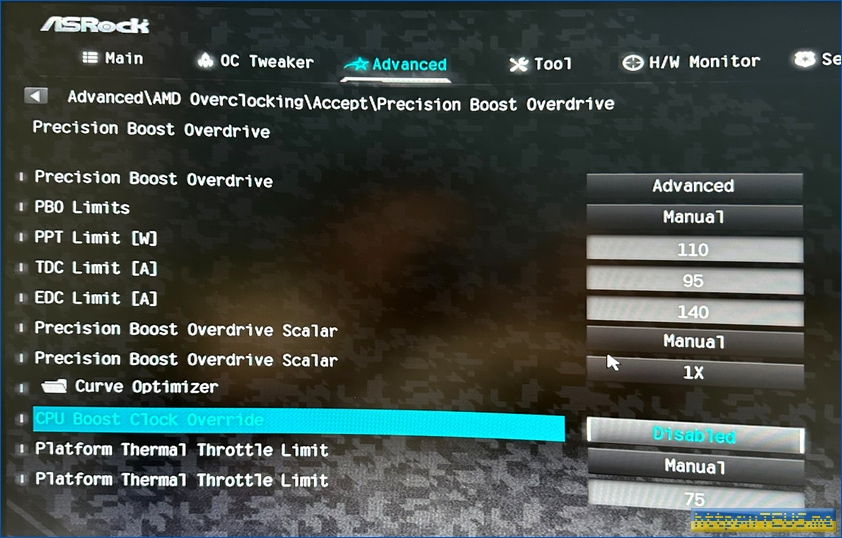 ASRock
Main OC Tweaker Advanced Tool H/W Monitor Se
Advanced\AMD Overclocking\Accept\Precision Boost Overdrive
Precision Boost Overdrive
Precision Boost Overdrive Advanced
PBO Limits Manual
PPT Limit [W] 110
TDC Limit [A] 95
EDC Limit [A] 140
Precision Boost Overdrive Scalar Manual
Precision Boost Overdrive Scalar 1X
Curve Optimizer
CPU Boost Clock Override Disabled
Platform Thermal Throttle Limit Manual
Platform Thermal Throttle Limit 75